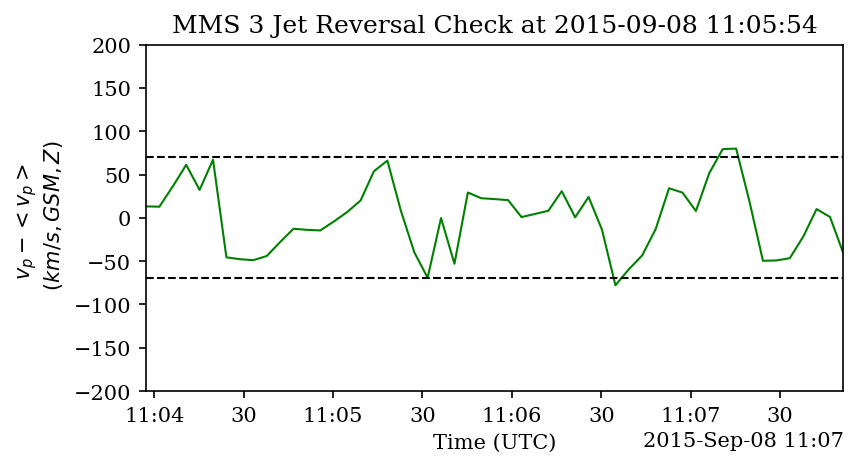 MMS 3 Jet Reversal Check at 2015-09-08 11:05:54
200
150
100
50
0
−50
−100
−150
−200
v_p − < v_p >
(km/s, GSM, Z)
11:04 30 11:05 30 11:06 30 11:07 30
Time (UTC)
2015-Sep-08 11:07